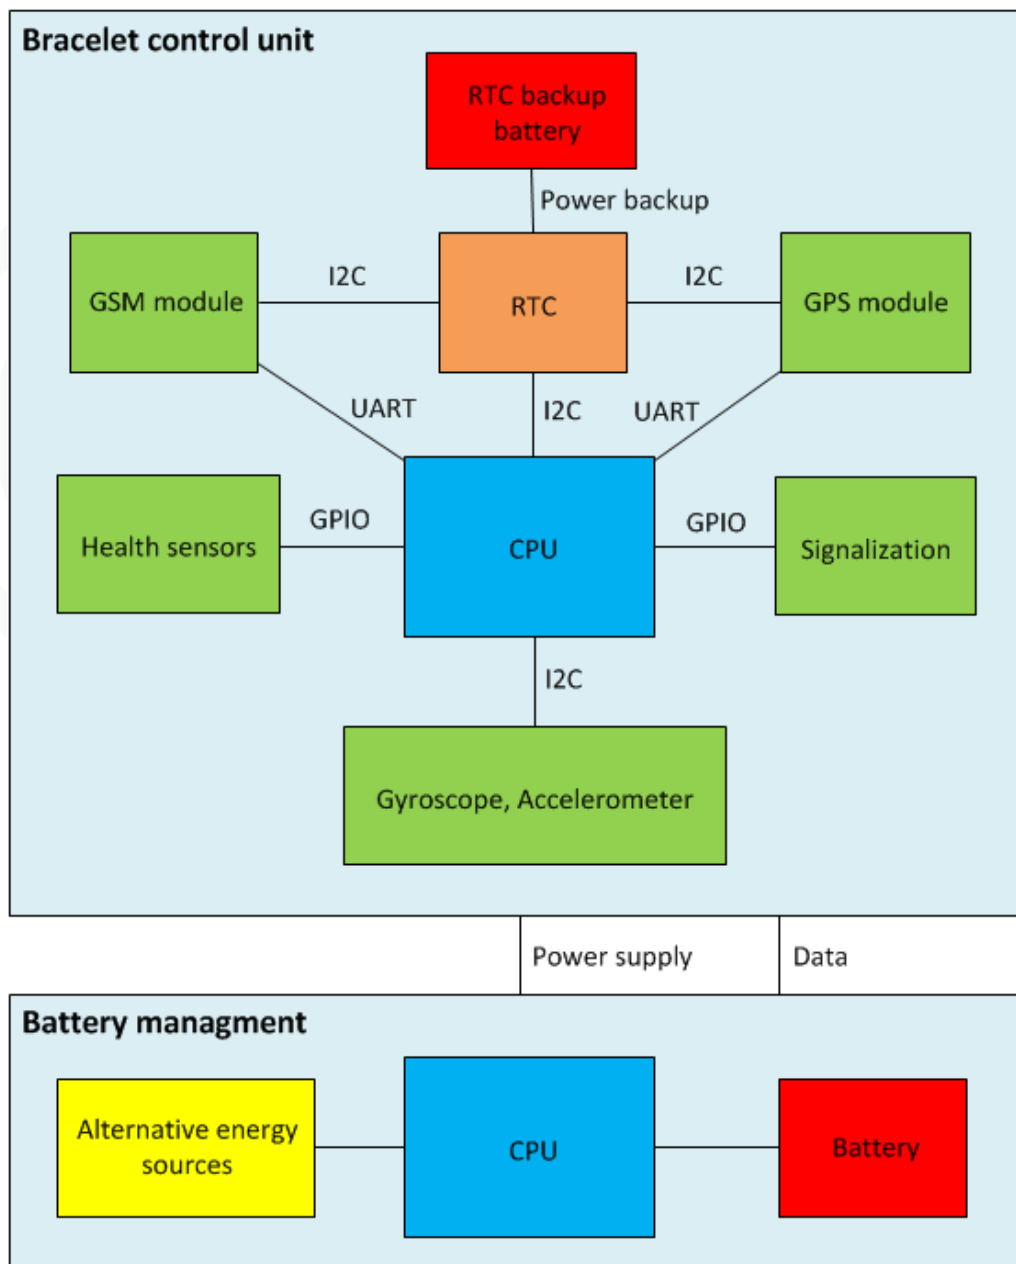 Bracelet control unit
RTC backup
battery
Power backup
GSM module
I2C
RTC
I2C
GPS module
UART
I2C
UART
Health sensors
GPIO
CPU
GPIO
Signalization
I2C
Gyroscope, Accelerometer
Power supply
Data
Battery managment
Alternative energy
sources
CPU
Battery